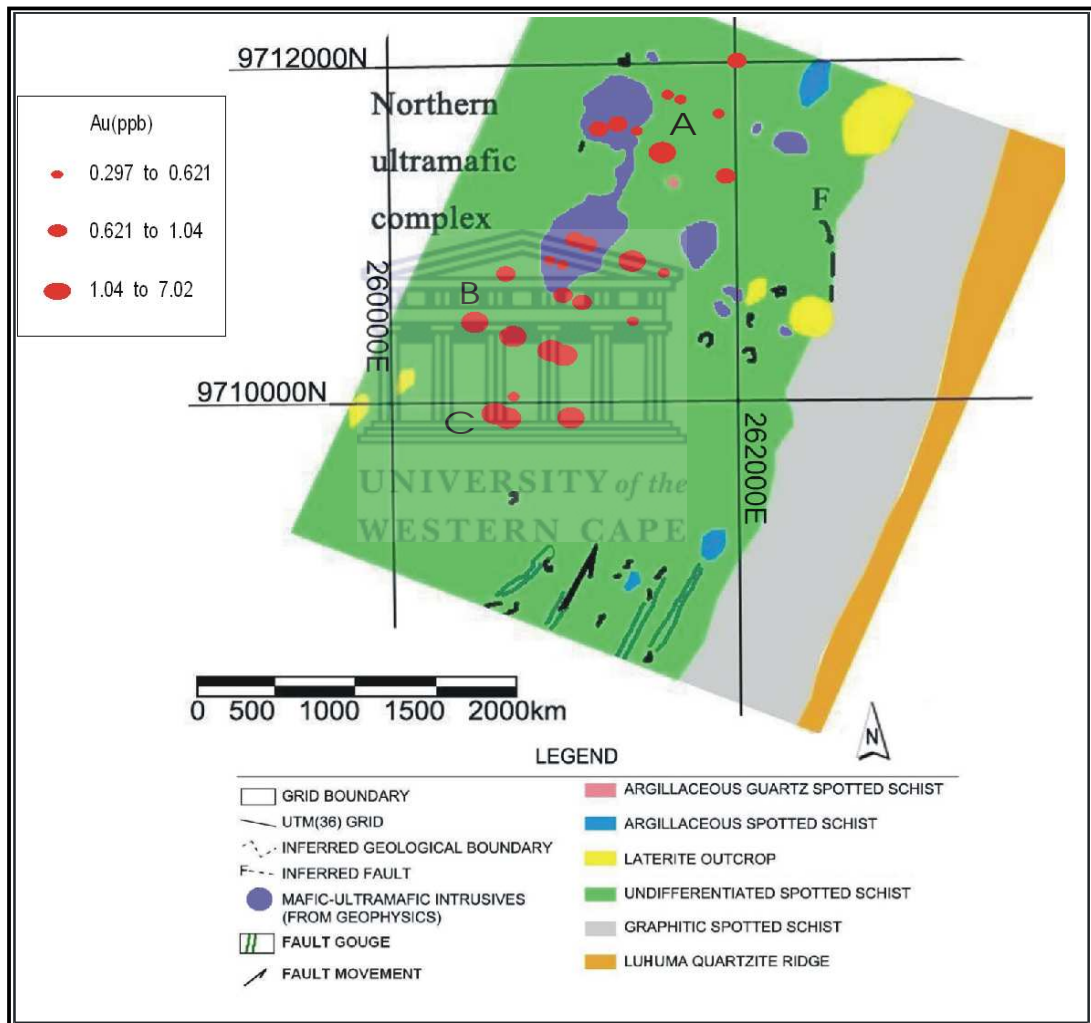 9712000N
Au(ppb)
0.297 to 0.621
0.621 to 1.04
1.04 to 7.02
Northern
ultramafic
complex
A
F
B
260000E
9710000N
C
262000E
UNIVERSITY of the
WESTERN CAPE
0 500 1000 1500 2000km
N
LEGEND
GRID BOUNDARY
UTM(36) GRID
INFERRED GEOLOGICAL BOUNDARY
F INFERRED FAULT
MAFIC-ULTRAMAFIC INTRUSIVES
(FROM GEOPHYSICS)
FAULT GOUGE
FAULT MOVEMENT
ARGILLACEOUS GUARTZ SPOTTED SCHIST
ARGILLACEOUS SPOTTED SCHIST
LATERITE OUTCROP
UNDIFFERENTIATED SPOTTED SCHIST
GRAPHITIC SPOTTED SCHIST
LUHUMA QUARTZITE RIDGE